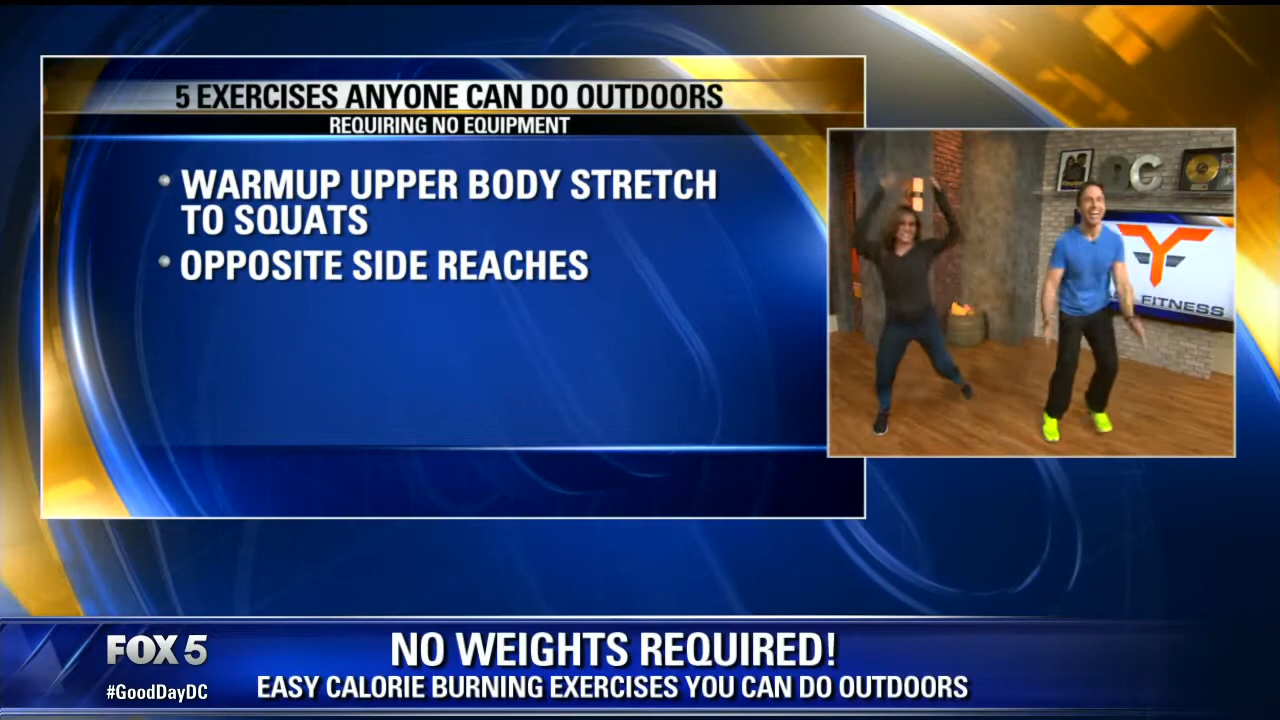 5 EXERCISES ANYONE CAN DO OUTDOORS
REQUIRING NO EQUIPMENT
• WARMUP UPPER BODY STRETCH
TO SQUATS
• OPPOSITE SIDE REACHES
DC
FITNESS
FOX 5
#GoodDayDC
NO WEIGHTS REQUIRED!
EASY CALORIE BURNING EXERCISES YOU CAN DO OUTDOORS